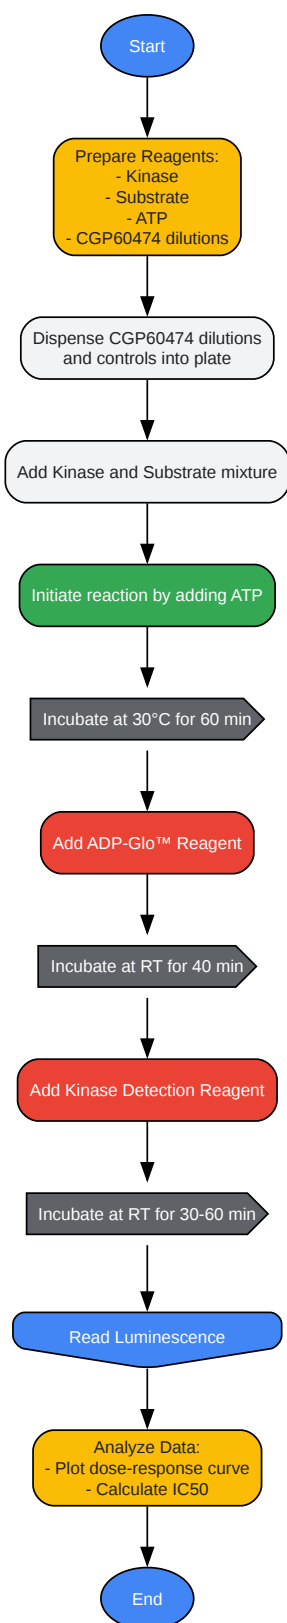 Start
Prepare Reagents:
- Kinase
- Substrate
- ATP
- CGP60474 dilutions
Dispense CGP60474 dilutions
and controls into plate
Add Kinase and Substrate mixture
Initiate reaction by adding ATP
Incubate at 30°C for 60 min
Add ADP-Glo™ Reagent
Incubate at RT for 40 min
Add Kinase Detection Reagent
Incubate at RT for 30-60 min
Read Luminescence
Analyze Data:
- Plot dose-response curve
- Calculate IC50
End